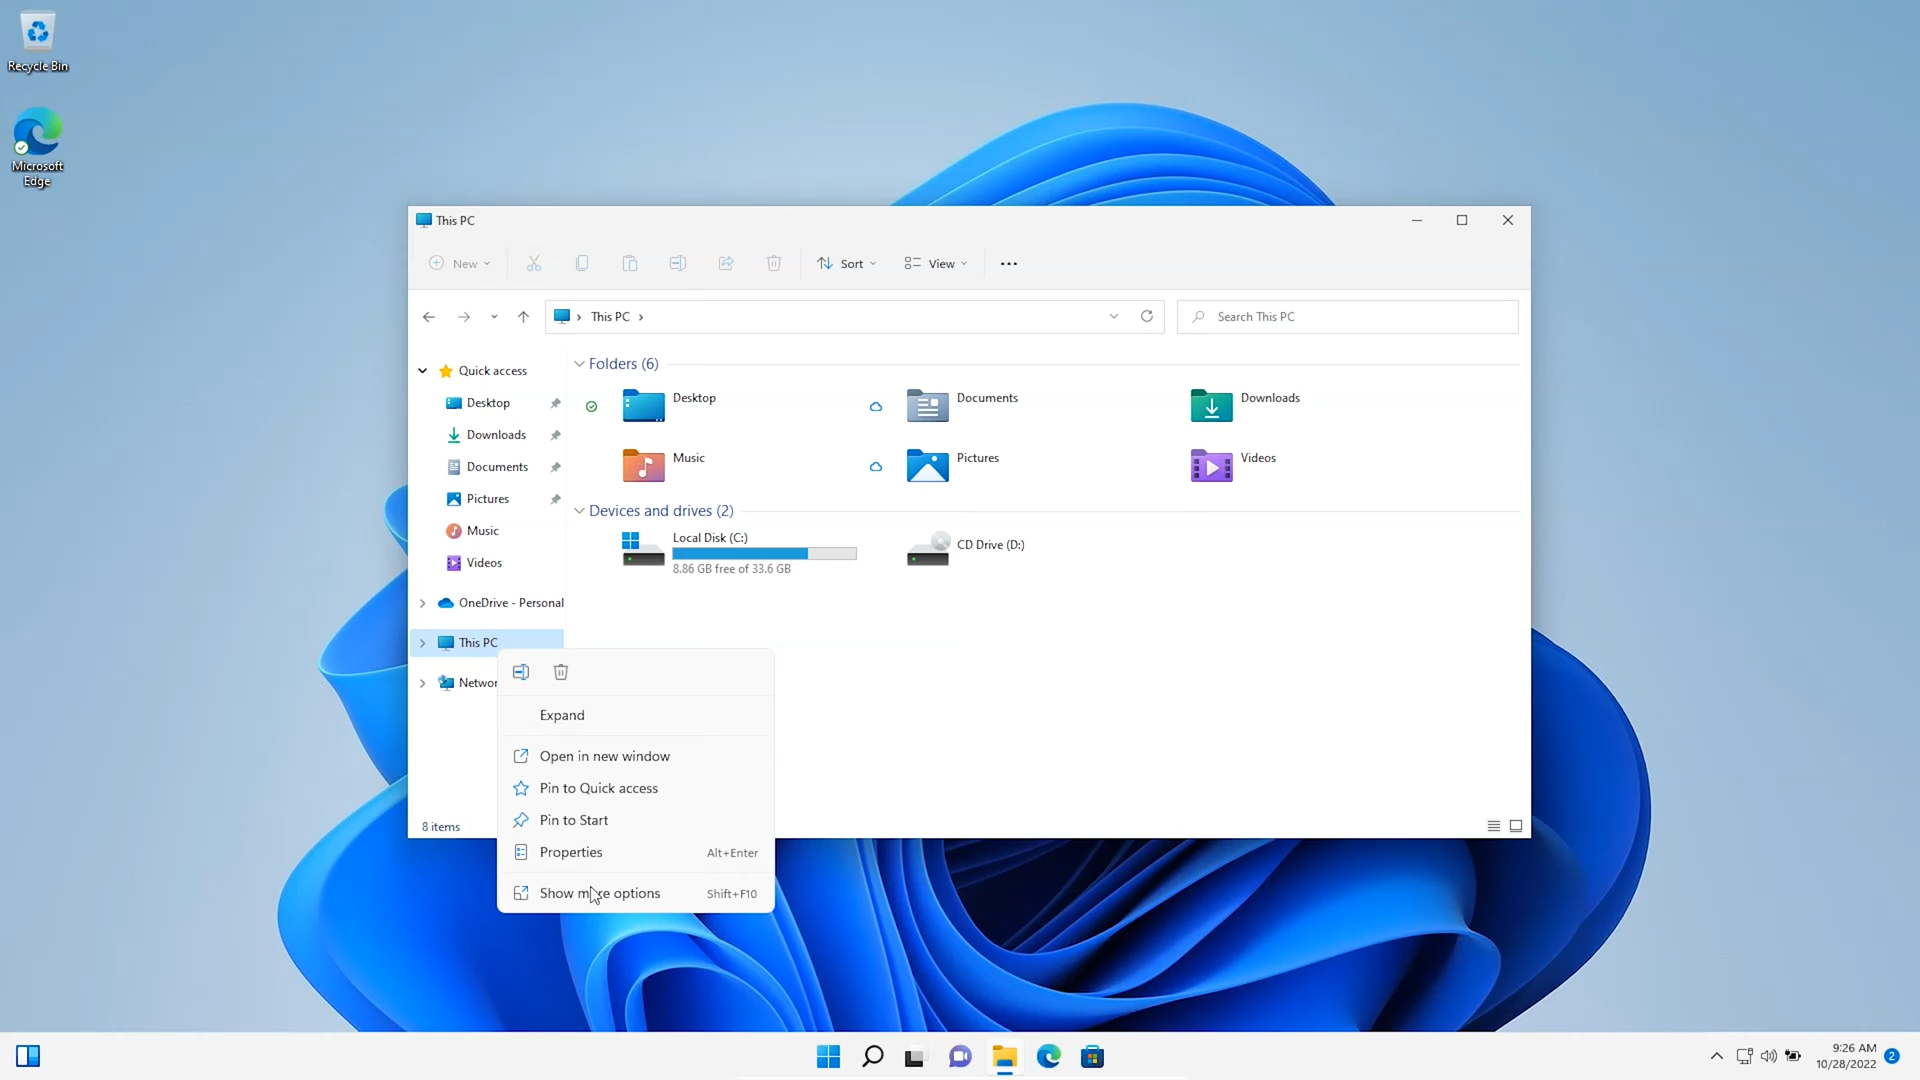 Recycle Bin
Microsoft
Edge
This PC
New
Sort
View
This PC
Search This PC
Quick access
Desktop
Downloads
Documents
Pictures
Music
Videos
OneDrive - Personal
This PC
Networ
Folders (6)
Desktop
Documents
Downloads
Music
Pictures
Videos
Devices and drives (2)
Local Disk (C:)
8.86 GB free of 33.6 GB
CD Drive (D:)
Expand
Open in new window
Pin to Quick access
Pin to Start
Properties Alt+Enter
Show more options Shift+F10
8 items
9:26 AM
10/28/2022
2